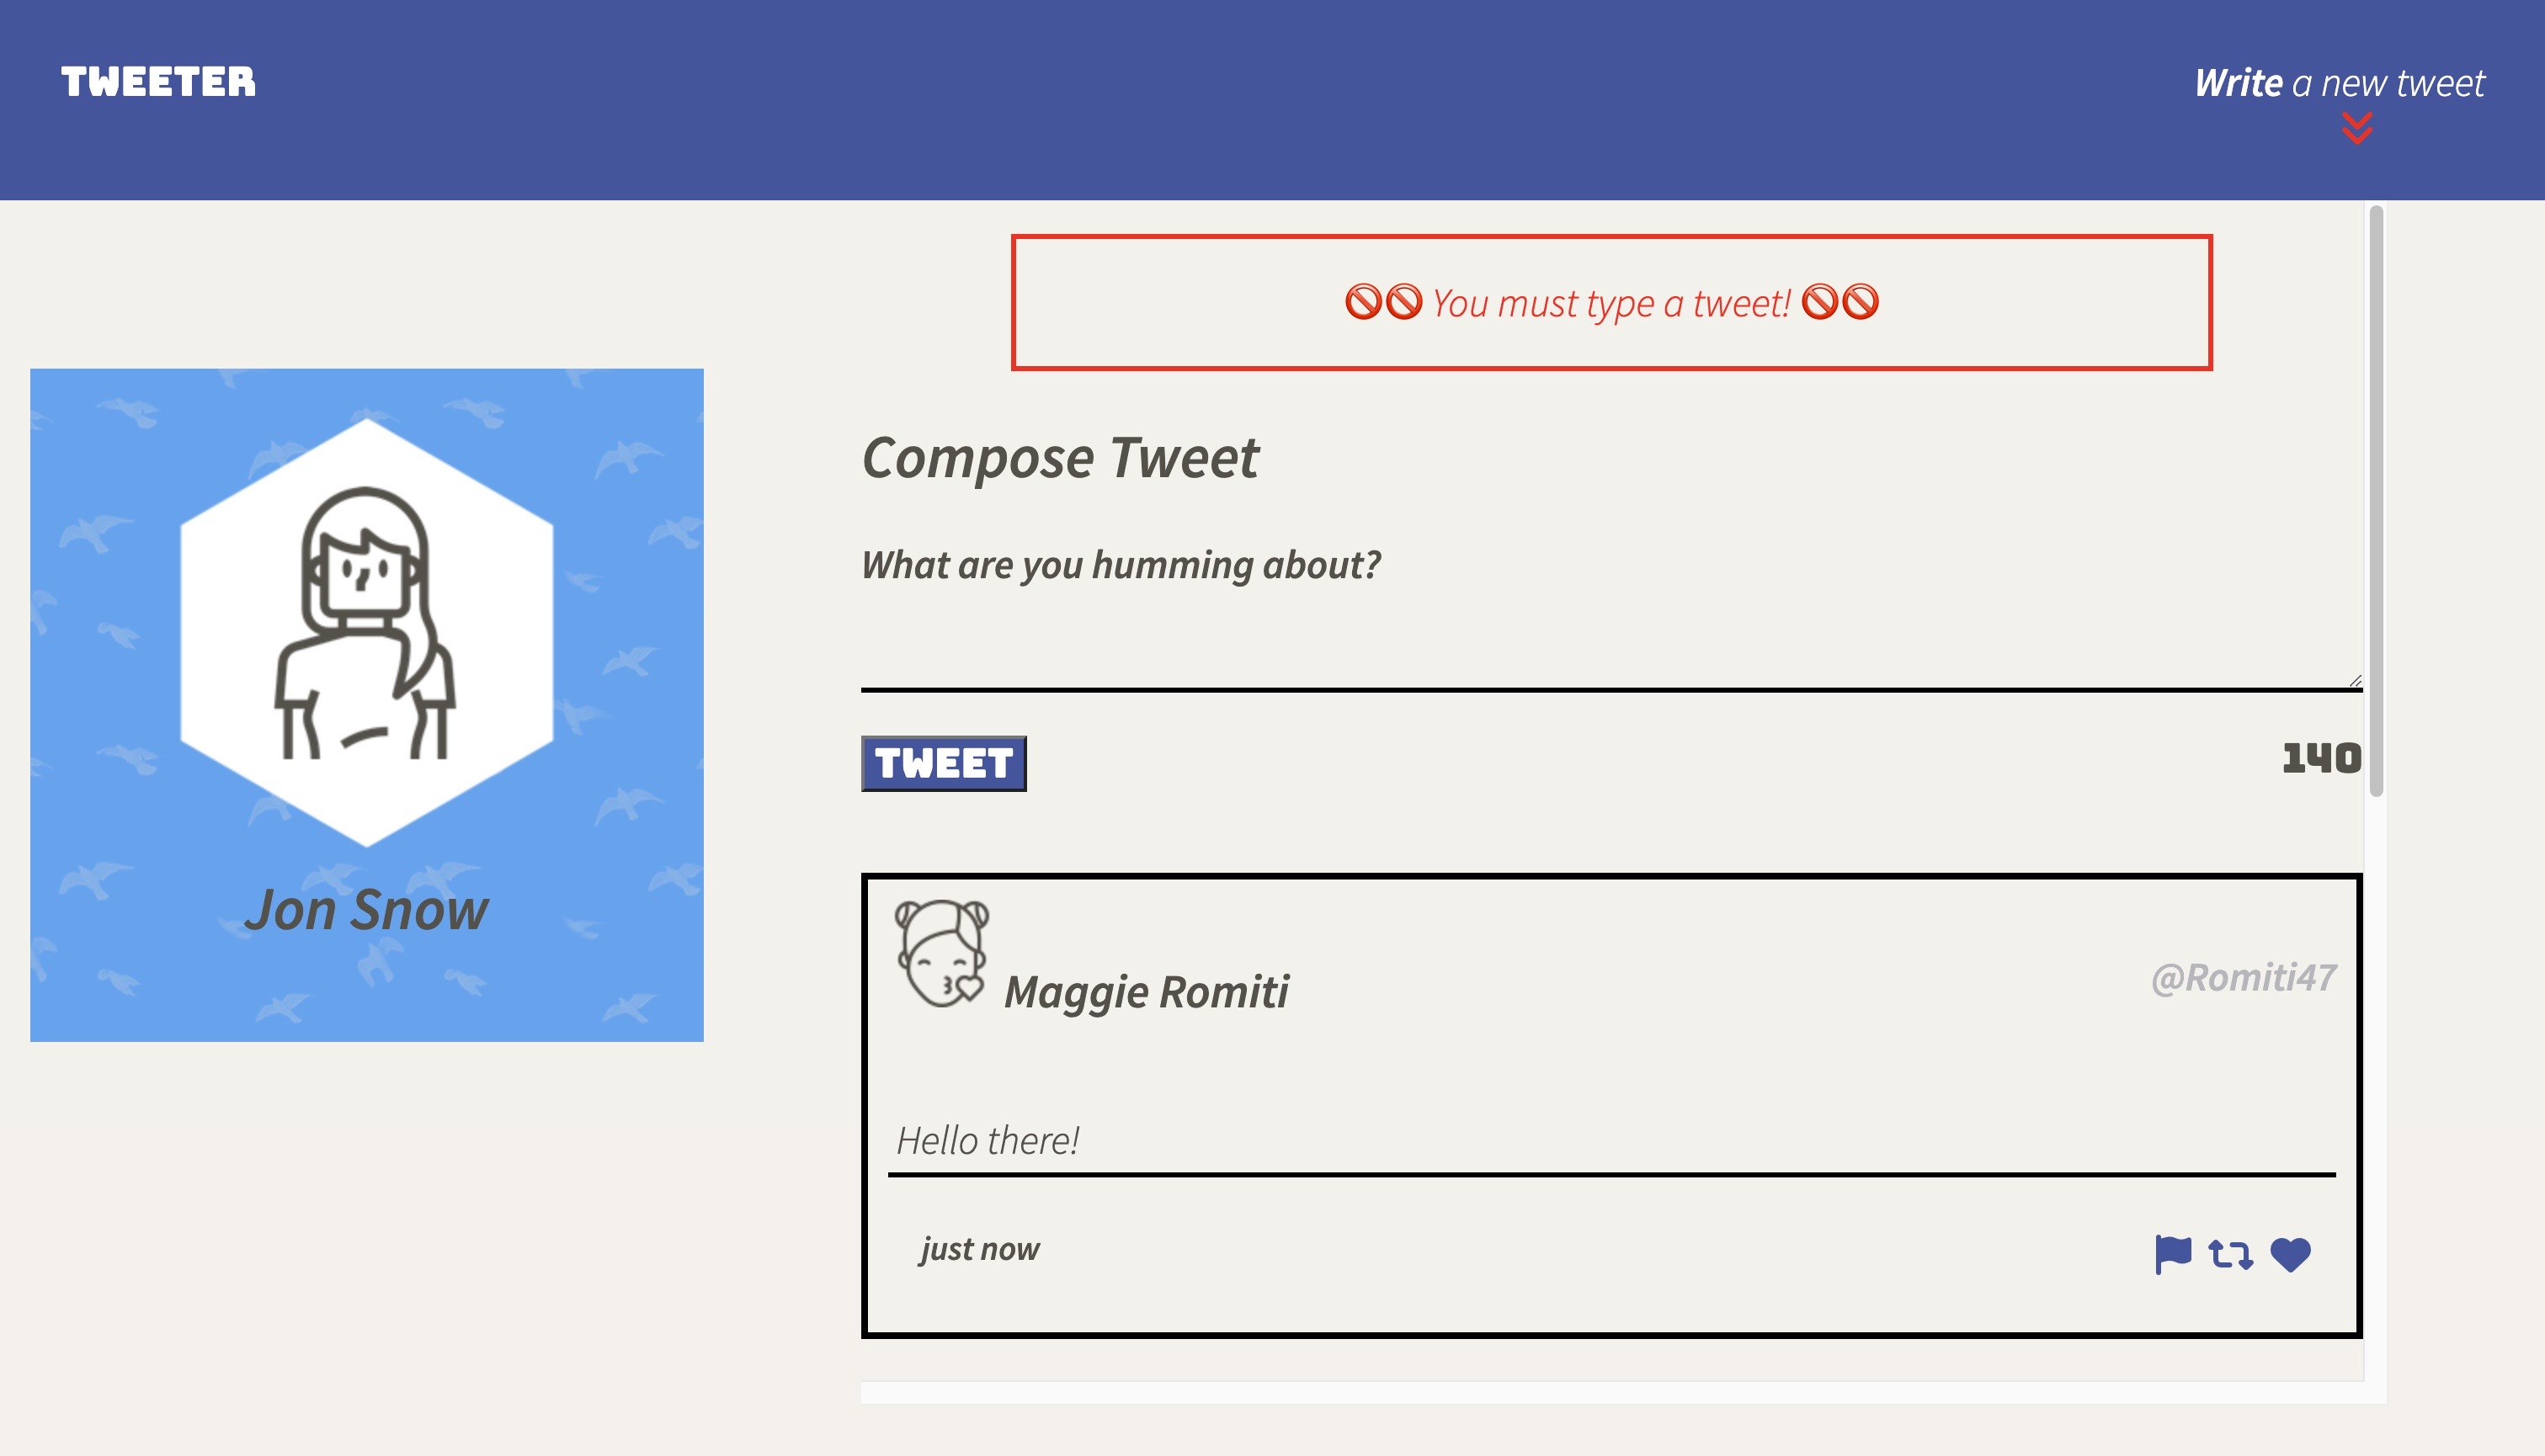 TWEETER
Write a new tweet
🚫🚫 You must type a tweet! 🚫🚫
Jon Snow
Compose Tweet
What are you humming about?
TWEET
140
Maggie Romiti
@Romiti47
Hello there!
just now